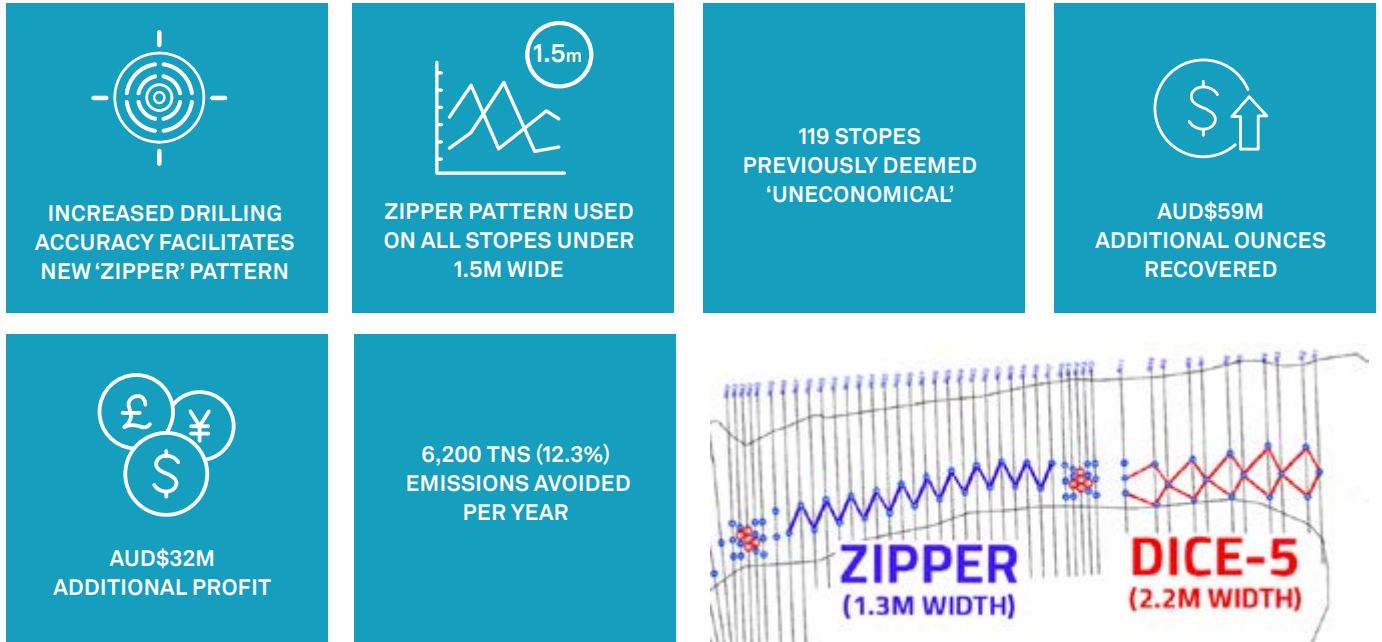 INCREASED DRILLING
ACCURACY FACILITATES
NEW ‘ZIPPER’ PATTERN
1.5m
ZIPPER PATTERN USED
ON ALL STOPES UNDER
1.5M WIDE
119 STOPES
PREVIOUSLY DEEMED
‘UNECONOMICAL’
$
AUD$59M
ADDITIONAL OUNCES
RECOVERED
£
¥
$
AUD$32M
ADDITIONAL PROFIT
6,200 TNS (12.3%)
EMISSIONS AVOIDED
PER YEAR
ZIPPER
(1.3M WIDTH)
DICE-5
(2.2M WIDTH)